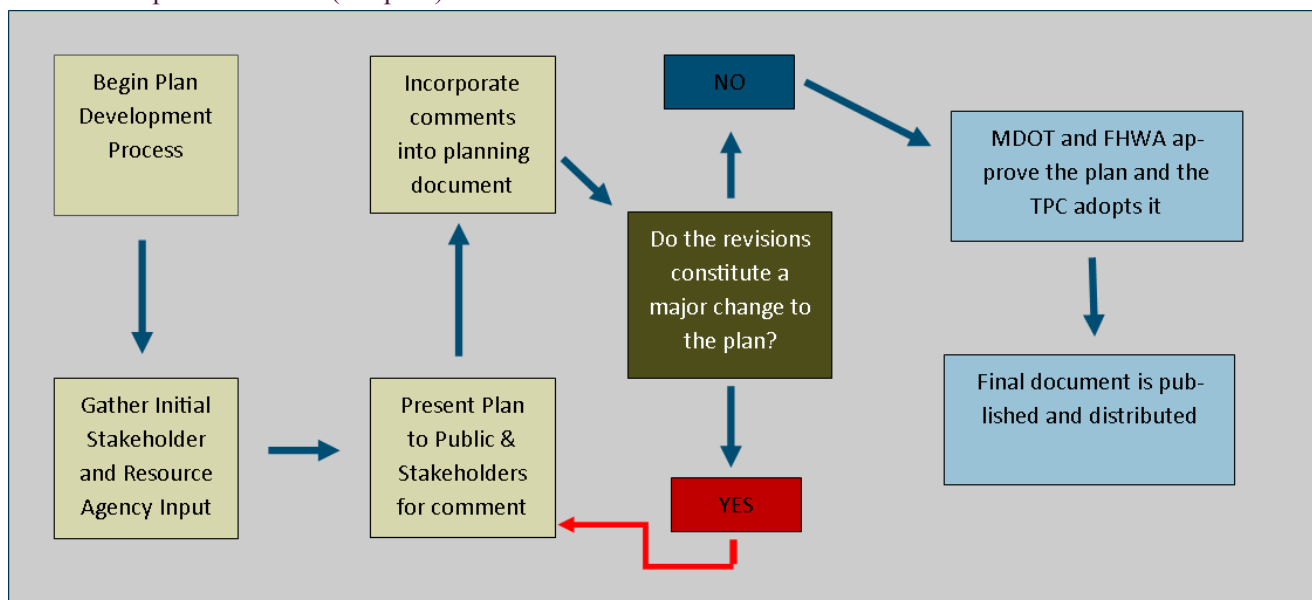 Begin Plan
Development
Process
Gather Initial
Stakeholder
and Resource
Agency Input
Present Plan
to Public &
Stakeholders
for comment
Incorporate
comments
into planning
document
Do the revisions
constitute a
major change to
the plan?
NO
YES
MDOT and FHWA ap-
prove the plan and the
TPC adopts it
Final document is pub-
lished and distributed